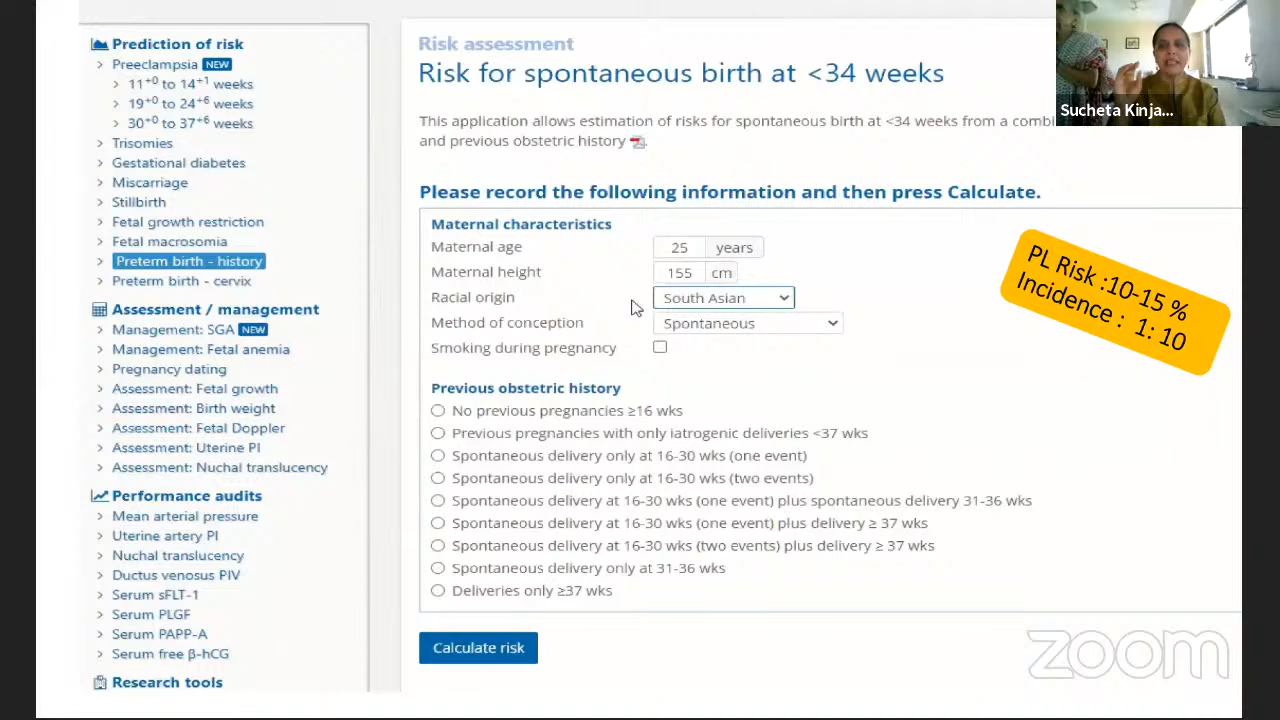 Prediction of risk
Preeclampsia NEW
11+0 to 14+1 weeks
19+0 to 24+6 weeks
30+0 to 37+6 weeks
Trisomies
Gestational diabetes
Miscarriage
Stillbirth
Fetal growth restriction
Fetal macrosomia
Preterm birth - history
Preterm birth - cervix
Assessment / management
Management: SGA NEW
Management: Fetal anemia
Pregnancy dating
Assessment: Fetal growth
Assessment: Birth weight
Assessment: Fetal Doppler
Assessment: Uterine PI
Assessment: Nuchal translucency
Performance audits
Mean arterial pressure
Uterine artery PI
Nuchal translucency
Ductus venosus PIV
Serum sFLT-1
Serum PLGF
Serum PAPP-A
Serum free β-hCG
Research tools
Risk assessment
Risk for spontaneous birth at <34 weeks
This application allows estimation of risks for spontaneous birth at <34 weeks from a combi
and previous obstetric history
Please record the following information and then press Calculate.
Maternal characteristics
Maternal age 25 years
Maternal height 155 cm
Racial origin South Asian
Method of conception Spontaneous
Smoking during pregnancy
Previous obstetric history
No previous pregnancies ≥16 wks
Previous pregnancies with only iatrogenic deliveries <37 wks
Spontaneous delivery only at 16-30 wks (one event)
Spontaneous delivery only at 16-30 wks (two events)
Spontaneous delivery at 16-30 wks (one event) plus spontaneous delivery 31-36 wks
Spontaneous delivery at 16-30 wks (one event) plus delivery ≥ 37 wks
Spontaneous delivery at 16-30 wks (two events) plus delivery ≥ 37 wks
Spontaneous delivery only at 31-36 wks
Deliveries only ≥37 wks
Calculate risk
PL Risk :10-15 %
Incidence : 1: 10
Sucheta Kinja...
zoom